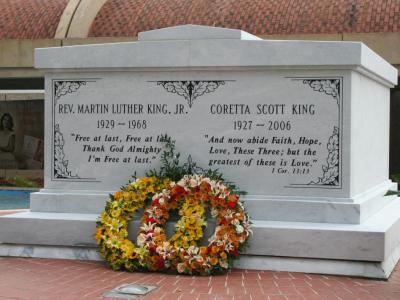 REV. MARTIN LUTHER KING, JR.
1929 — 1968
"Free at last, Free at last,
Thank God Almighty
I'm Free at last."
CORETTA SCOTT KING
1927 — 2006
"And now abide Faith, Hope,
Love, These Three; but the
greatest of these is Love."
1 Cor. 13:13